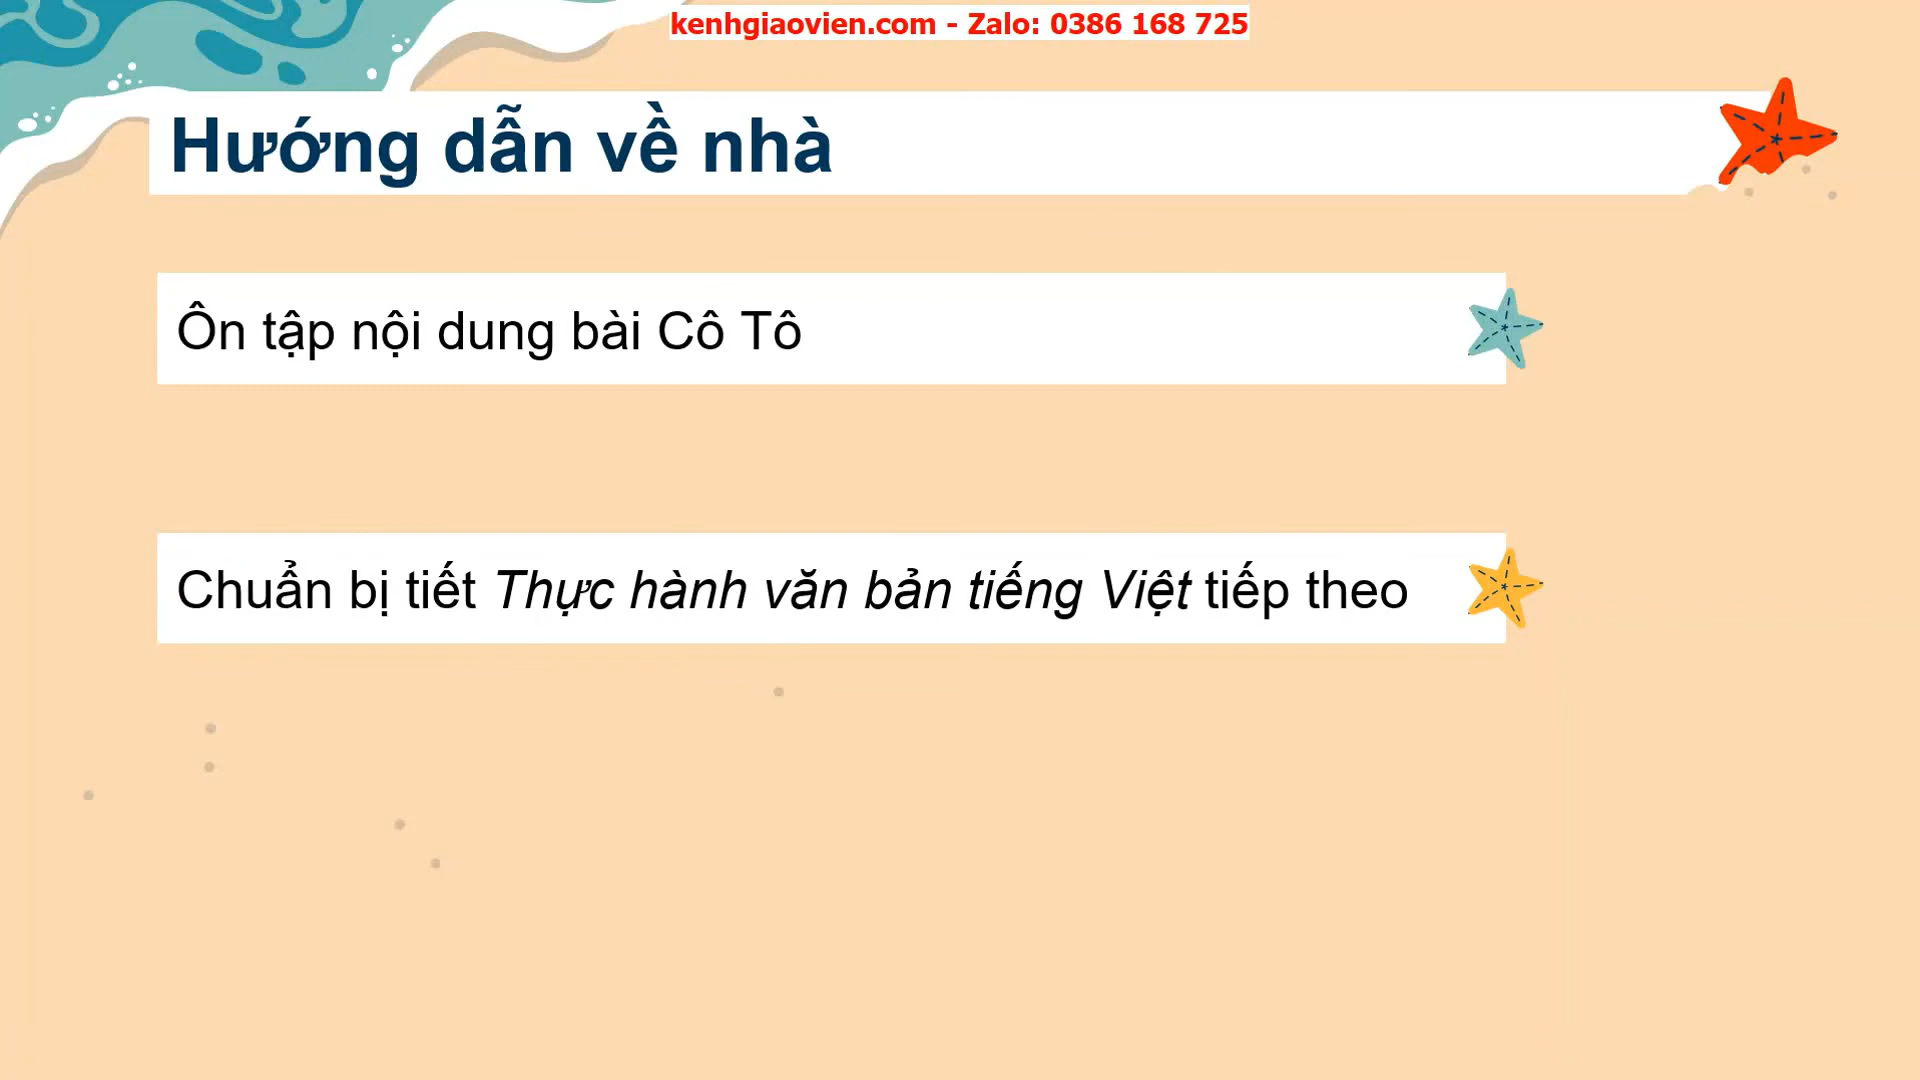 kenhgiaovien.com - Zalo: 0386 168 725
Hướng dẫn về nhà
Ôn tập nội dung bài Cô Tô
Chuẩn bị tiết Thực hành văn bản tiếng Việt tiếp theo